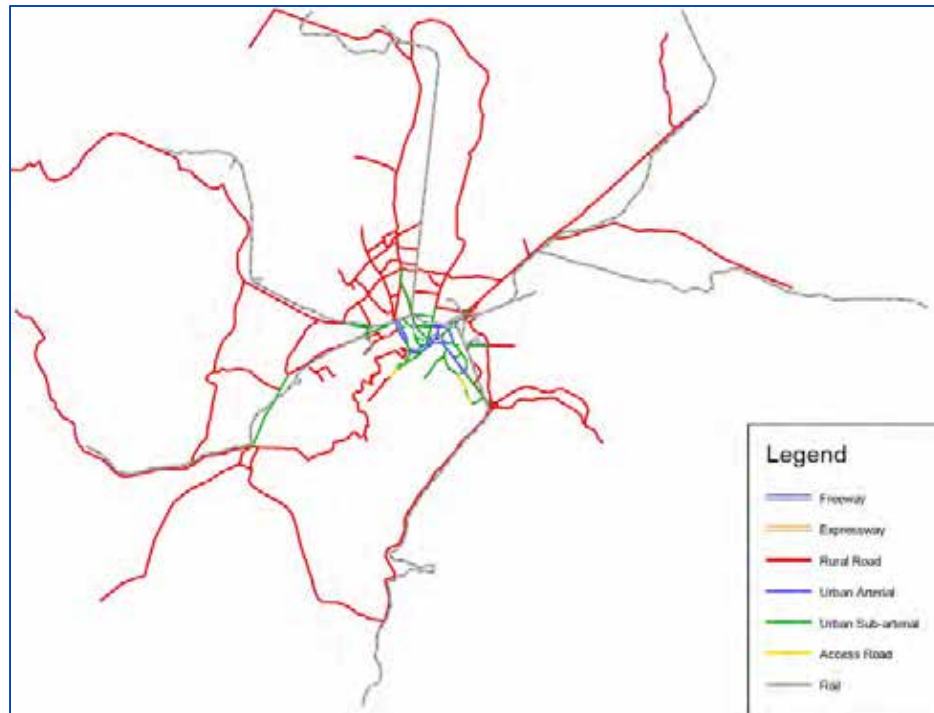 Legend
Freeway
Expressway
Rural Road
Urban Arterial
Urban Sub-arterial
Access Road
Rail